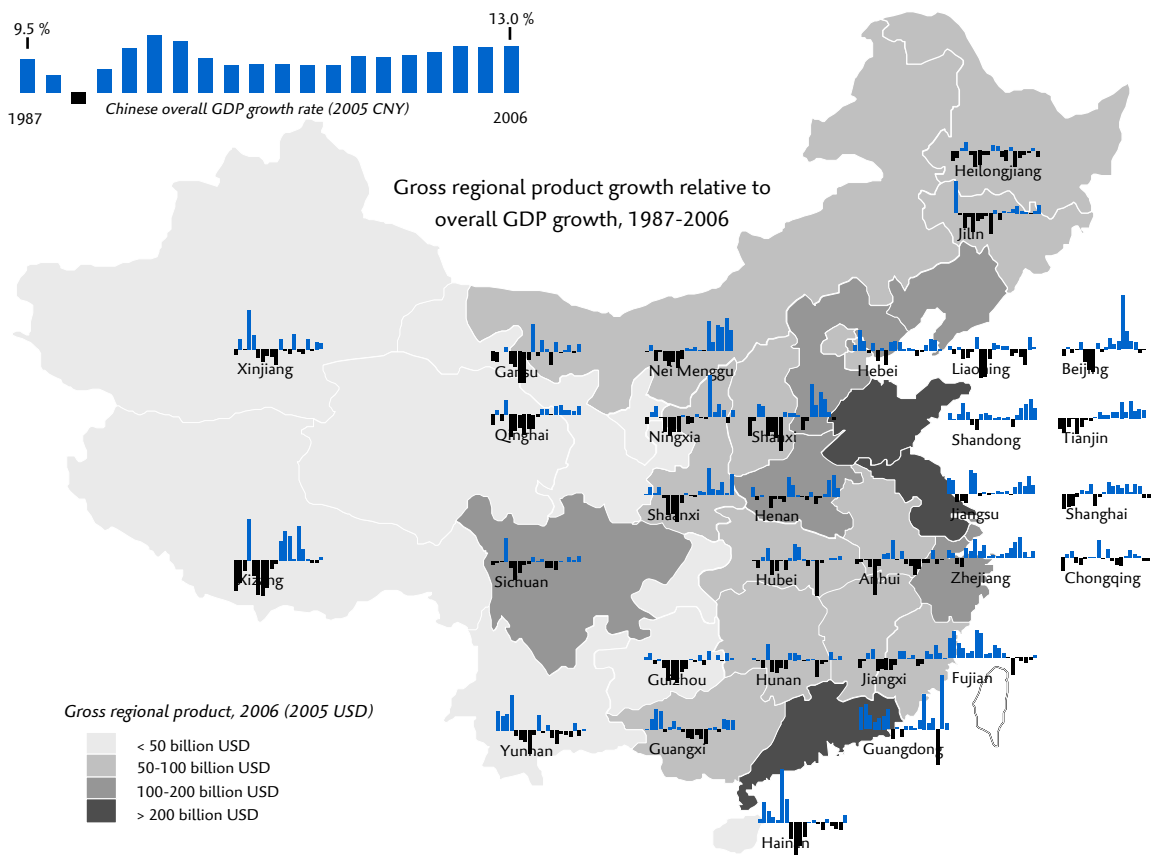 9.5 %
13.0 %
Chinese overall GDP growth rate (2005 CNY)
1987
2006
Gross regional product growth relative to
overall GDP growth, 1987-2006
Heilongjiang
Jilin
Xinjiang
Gansu
Nei Menggu
Hebei
Liaoning
Beijing
Qinghai
Ningxia
Shanxi
Shandong
Tianjin
Shaanxi
Henan
Jiangsu
Shanghai
Xizang
Sichuan
Hubei
Anhui
Zhejiang
Chongqing
Guizhou
Hunan
Jiangxi
Fujian
Yunnan
Guangxi
Guangdong
Hainan
Gross regional product, 2006 (2005 USD)
< 50 billion USD
50-100 billion USD
100-200 billion USD
> 200 billion USD